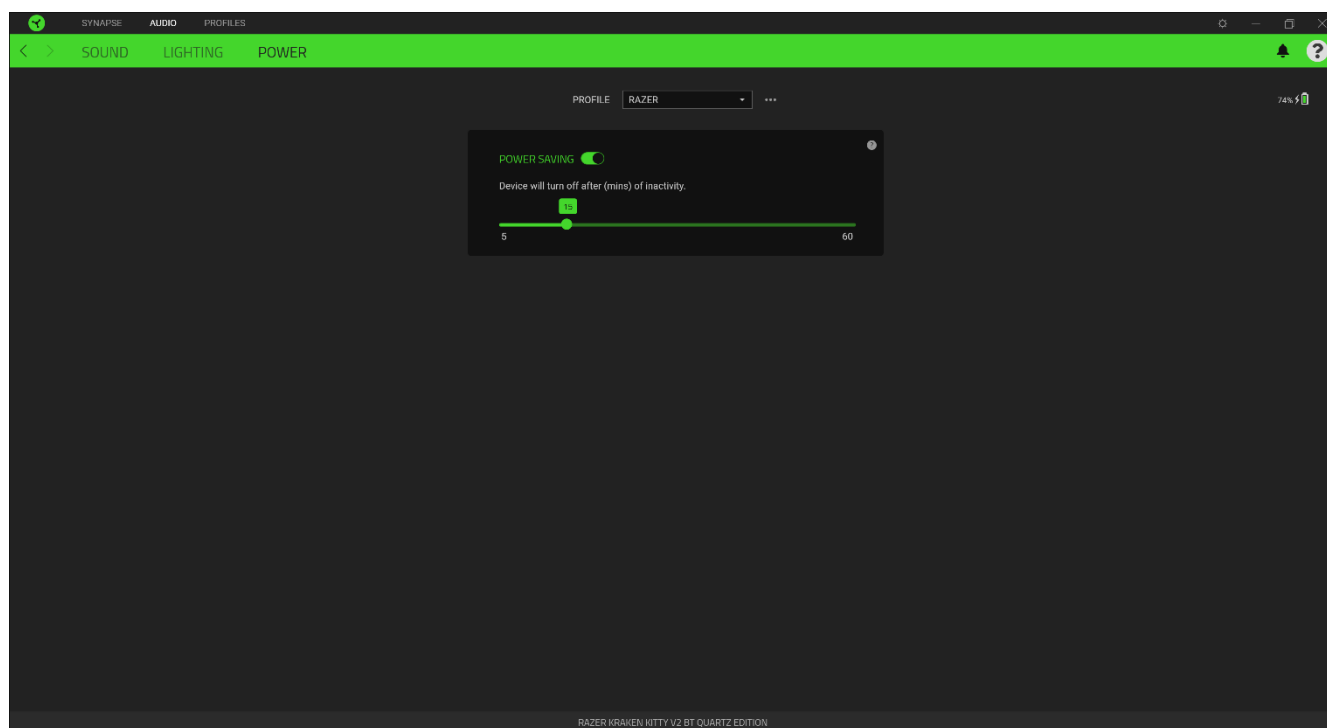 SYNAPSE AUDIO PROFILES
SOUND LIGHTING POWER
PROFILE RAZER
74%
POWER SAVING
Device will turn off after (mins) of inactivity.
15
5 60
RAZER KRAKEN KITTY V2 BT QUARTZ EDITION